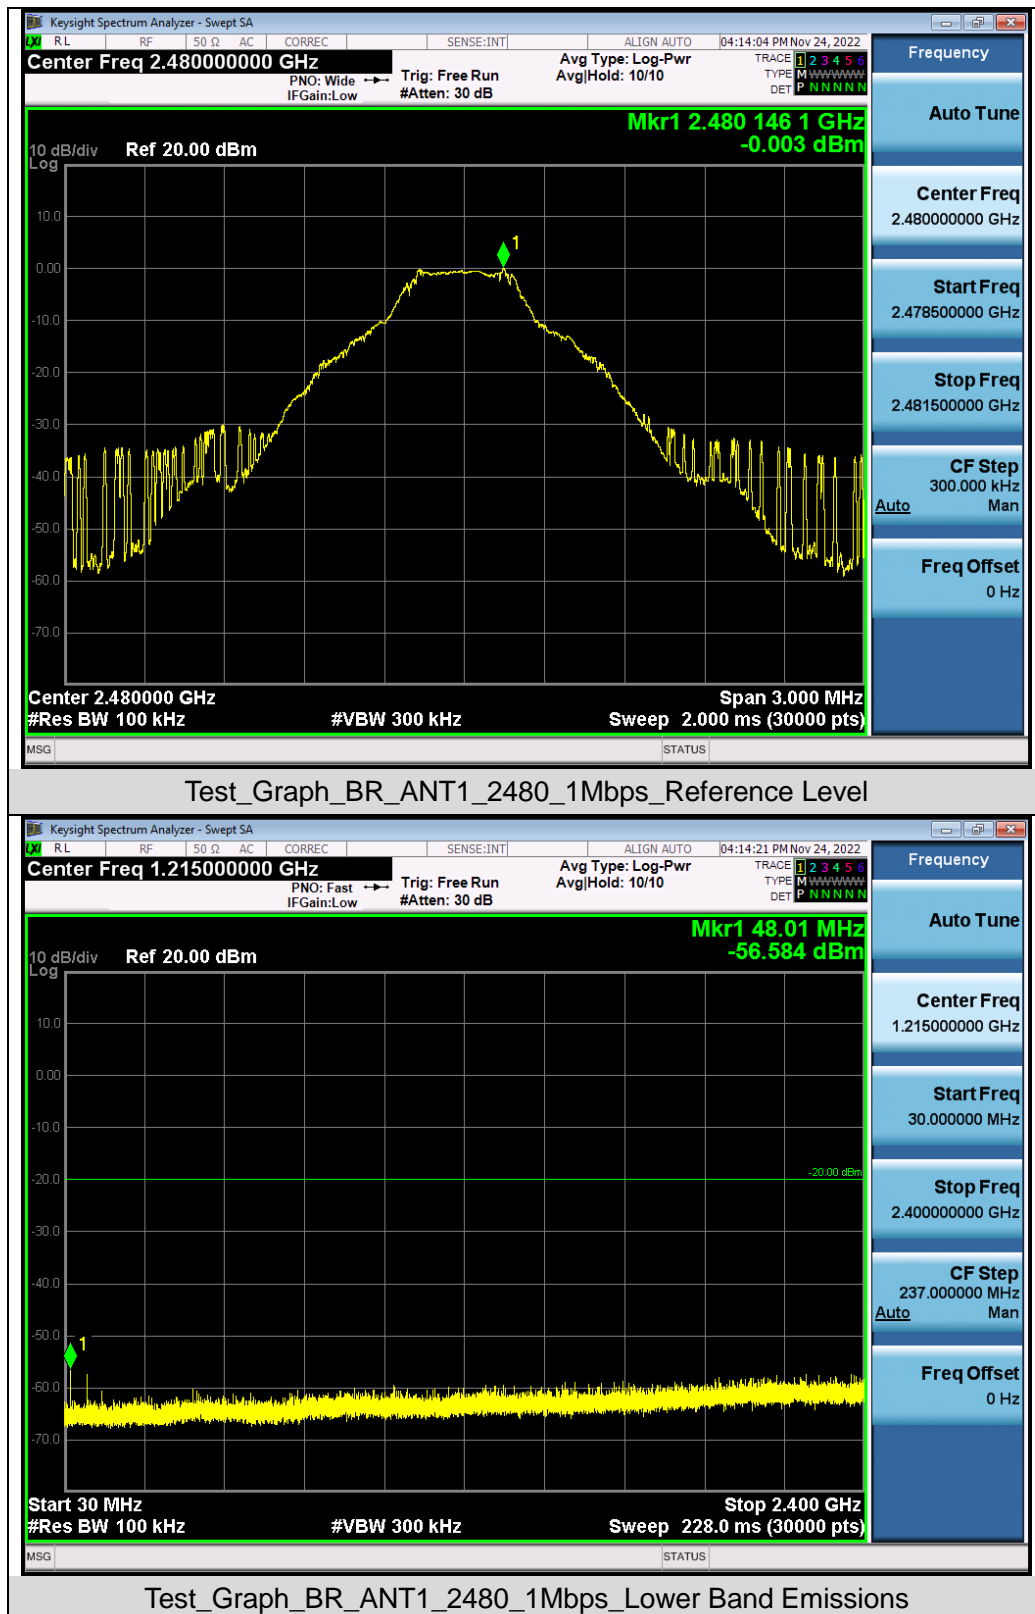 Keysight Spectrum Analyzer - Swept SA
LXI RL RF 50 Ω AC CORREC SENSE:INT ALIGN AUTO 04:14:04 PM Nov 24, 2022
Center Freq 2.480000000 GHz
PNO: Wide
IFGain:Low
Trig: Free Run
#Atten: 30 dB
Avg Type: Log-Pwr
Avg|Hold: 10/10
TRACE 1 2 3 4 5 6
TYPE M WWWWW
DET P N N N N N
Mkr1 2.480 146 1 GHz
-0.003 dBm
10 dB/div Ref 20.00 dBm
Log
10.0
0.00
-10.0
-20.0
-30.0
-40.0
-50.0
-60.0
-70.0
1
Center 2.480000 GHz Span 3.000 MHz
#Res BW 100 kHz #VBW 300 kHz Sweep 2.000 ms (30000 pts)
MSG STATUS
Frequency
Auto Tune
Center Freq
2.480000000 GHz
Start Freq
2.478500000 GHz
Stop Freq
2.481500000 GHz
CF Step
300.000 kHz
Auto Man
Freq Offset
0 Hz
Test_Graph_BR_ANT1_2480_1Mbps_Reference Level
Keysight Spectrum Analyzer - Swept SA
LXI RL RF 50 Ω AC CORREC SENSE:INT ALIGN AUTO 04:14:21 PM Nov 24, 2022
Center Freq 1.215000000 GHz
PNO: Fast
IFGain:Low
Trig: Free Run
#Atten: 30 dB
Avg Type: Log-Pwr
Avg|Hold: 10/10
TRACE 1 2 3 4 5 6
TYPE M WWWWW
DET P N N N N N
Mkr1 48.01 MHz
-56.584 dBm
10 dB/div Ref 20.00 dBm
Log
10.0
0.00
-10.0
-20.0
-30.0
-40.0
-50.0
-60.0
-70.0
-20.00 dBm
1
Start 30 MHz Stop 2.400 GHz
#Res BW 100 kHz #VBW 300 kHz Sweep 228.0 ms (30000 pts)
MSG STATUS
Frequency
Auto Tune
Center Freq
1.215000000 GHz
Start Freq
30.000000 MHz
Stop Freq
2.400000000 GHz
CF Step
237.000000 MHz
Auto Man
Freq Offset
0 Hz
Test_Graph_BR_ANT1_2480_1Mbps_Lower Band Emissions